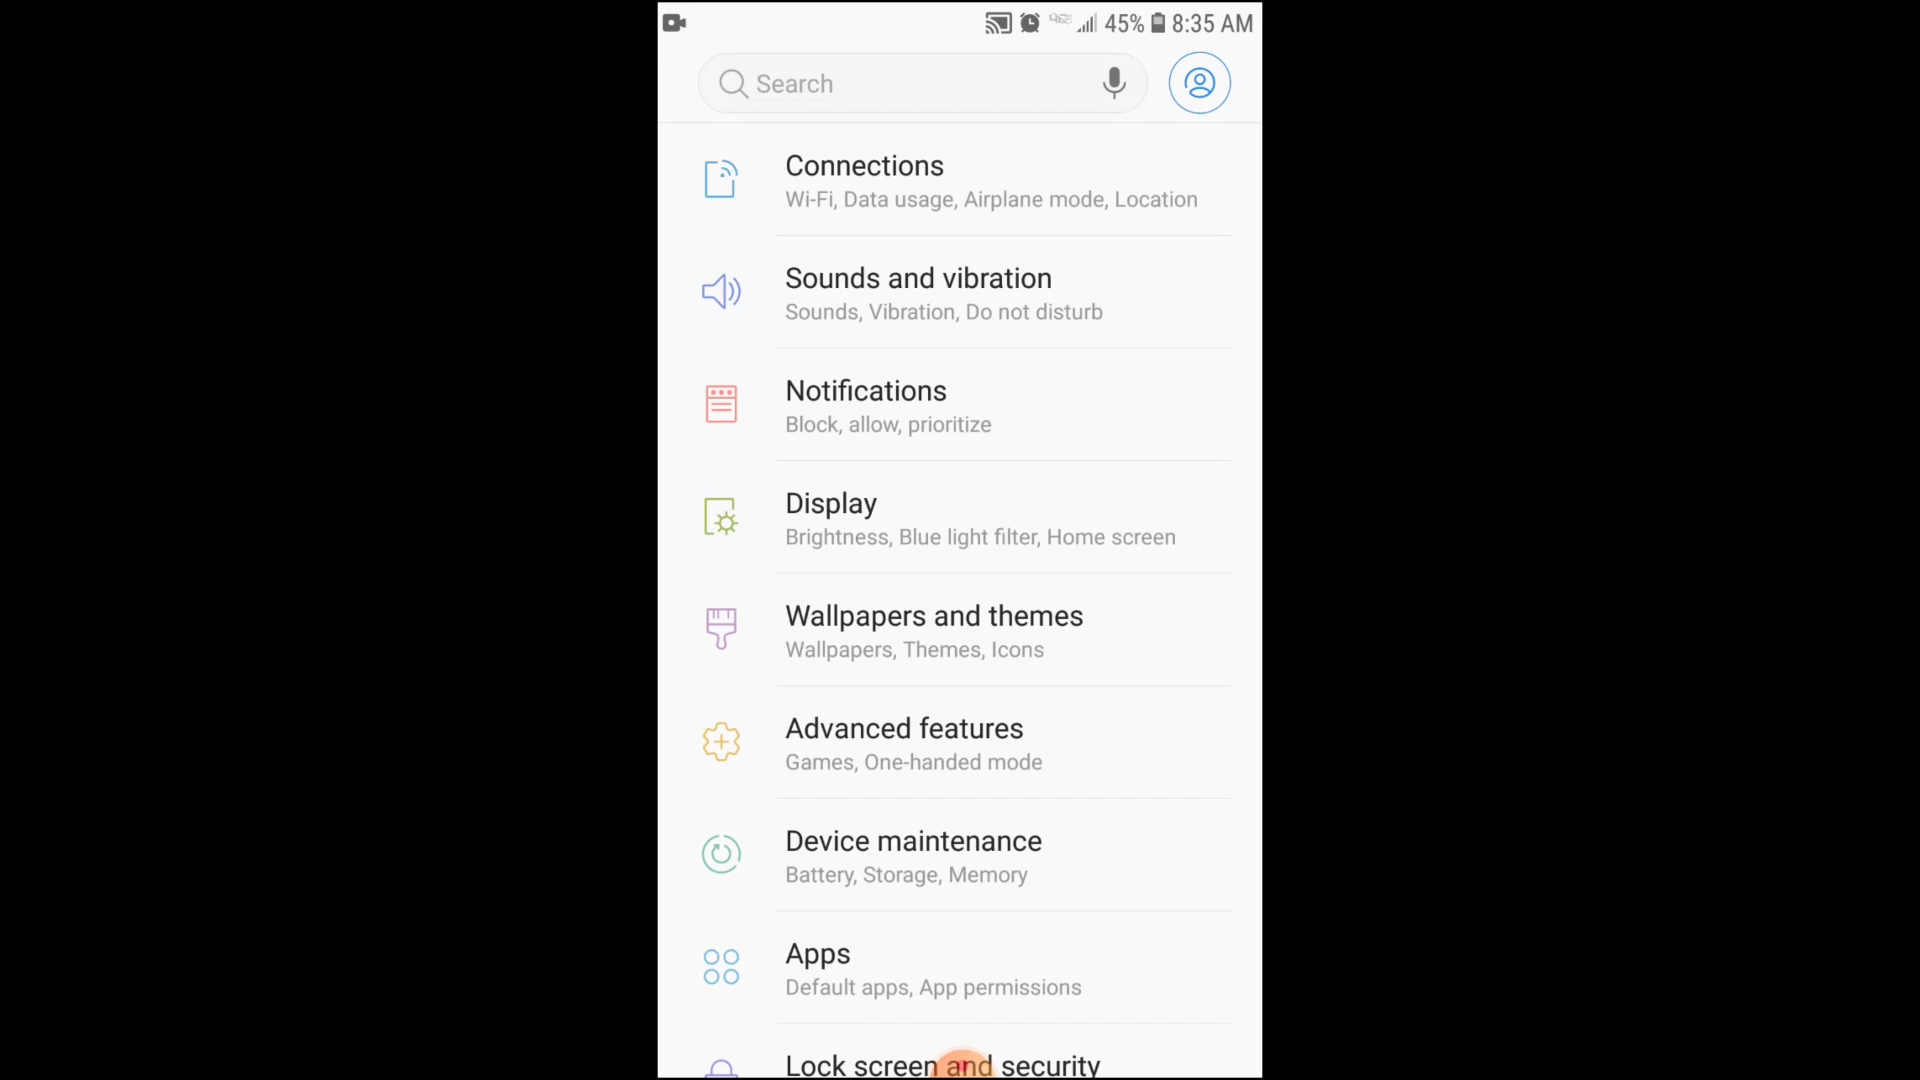 45% 8:35 AM
Search
Connections
Wi-Fi, Data usage, Airplane mode, Location
Sounds and vibration
Sounds, Vibration, Do not disturb
Notifications
Block, allow, prioritize
Display
Brightness, Blue light filter, Home screen
Wallpapers and themes
Wallpapers, Themes, Icons
Advanced features
Games, One-handed mode
Device maintenance
Battery, Storage, Memory
Apps
Default apps, App permissions
Lock screen and security